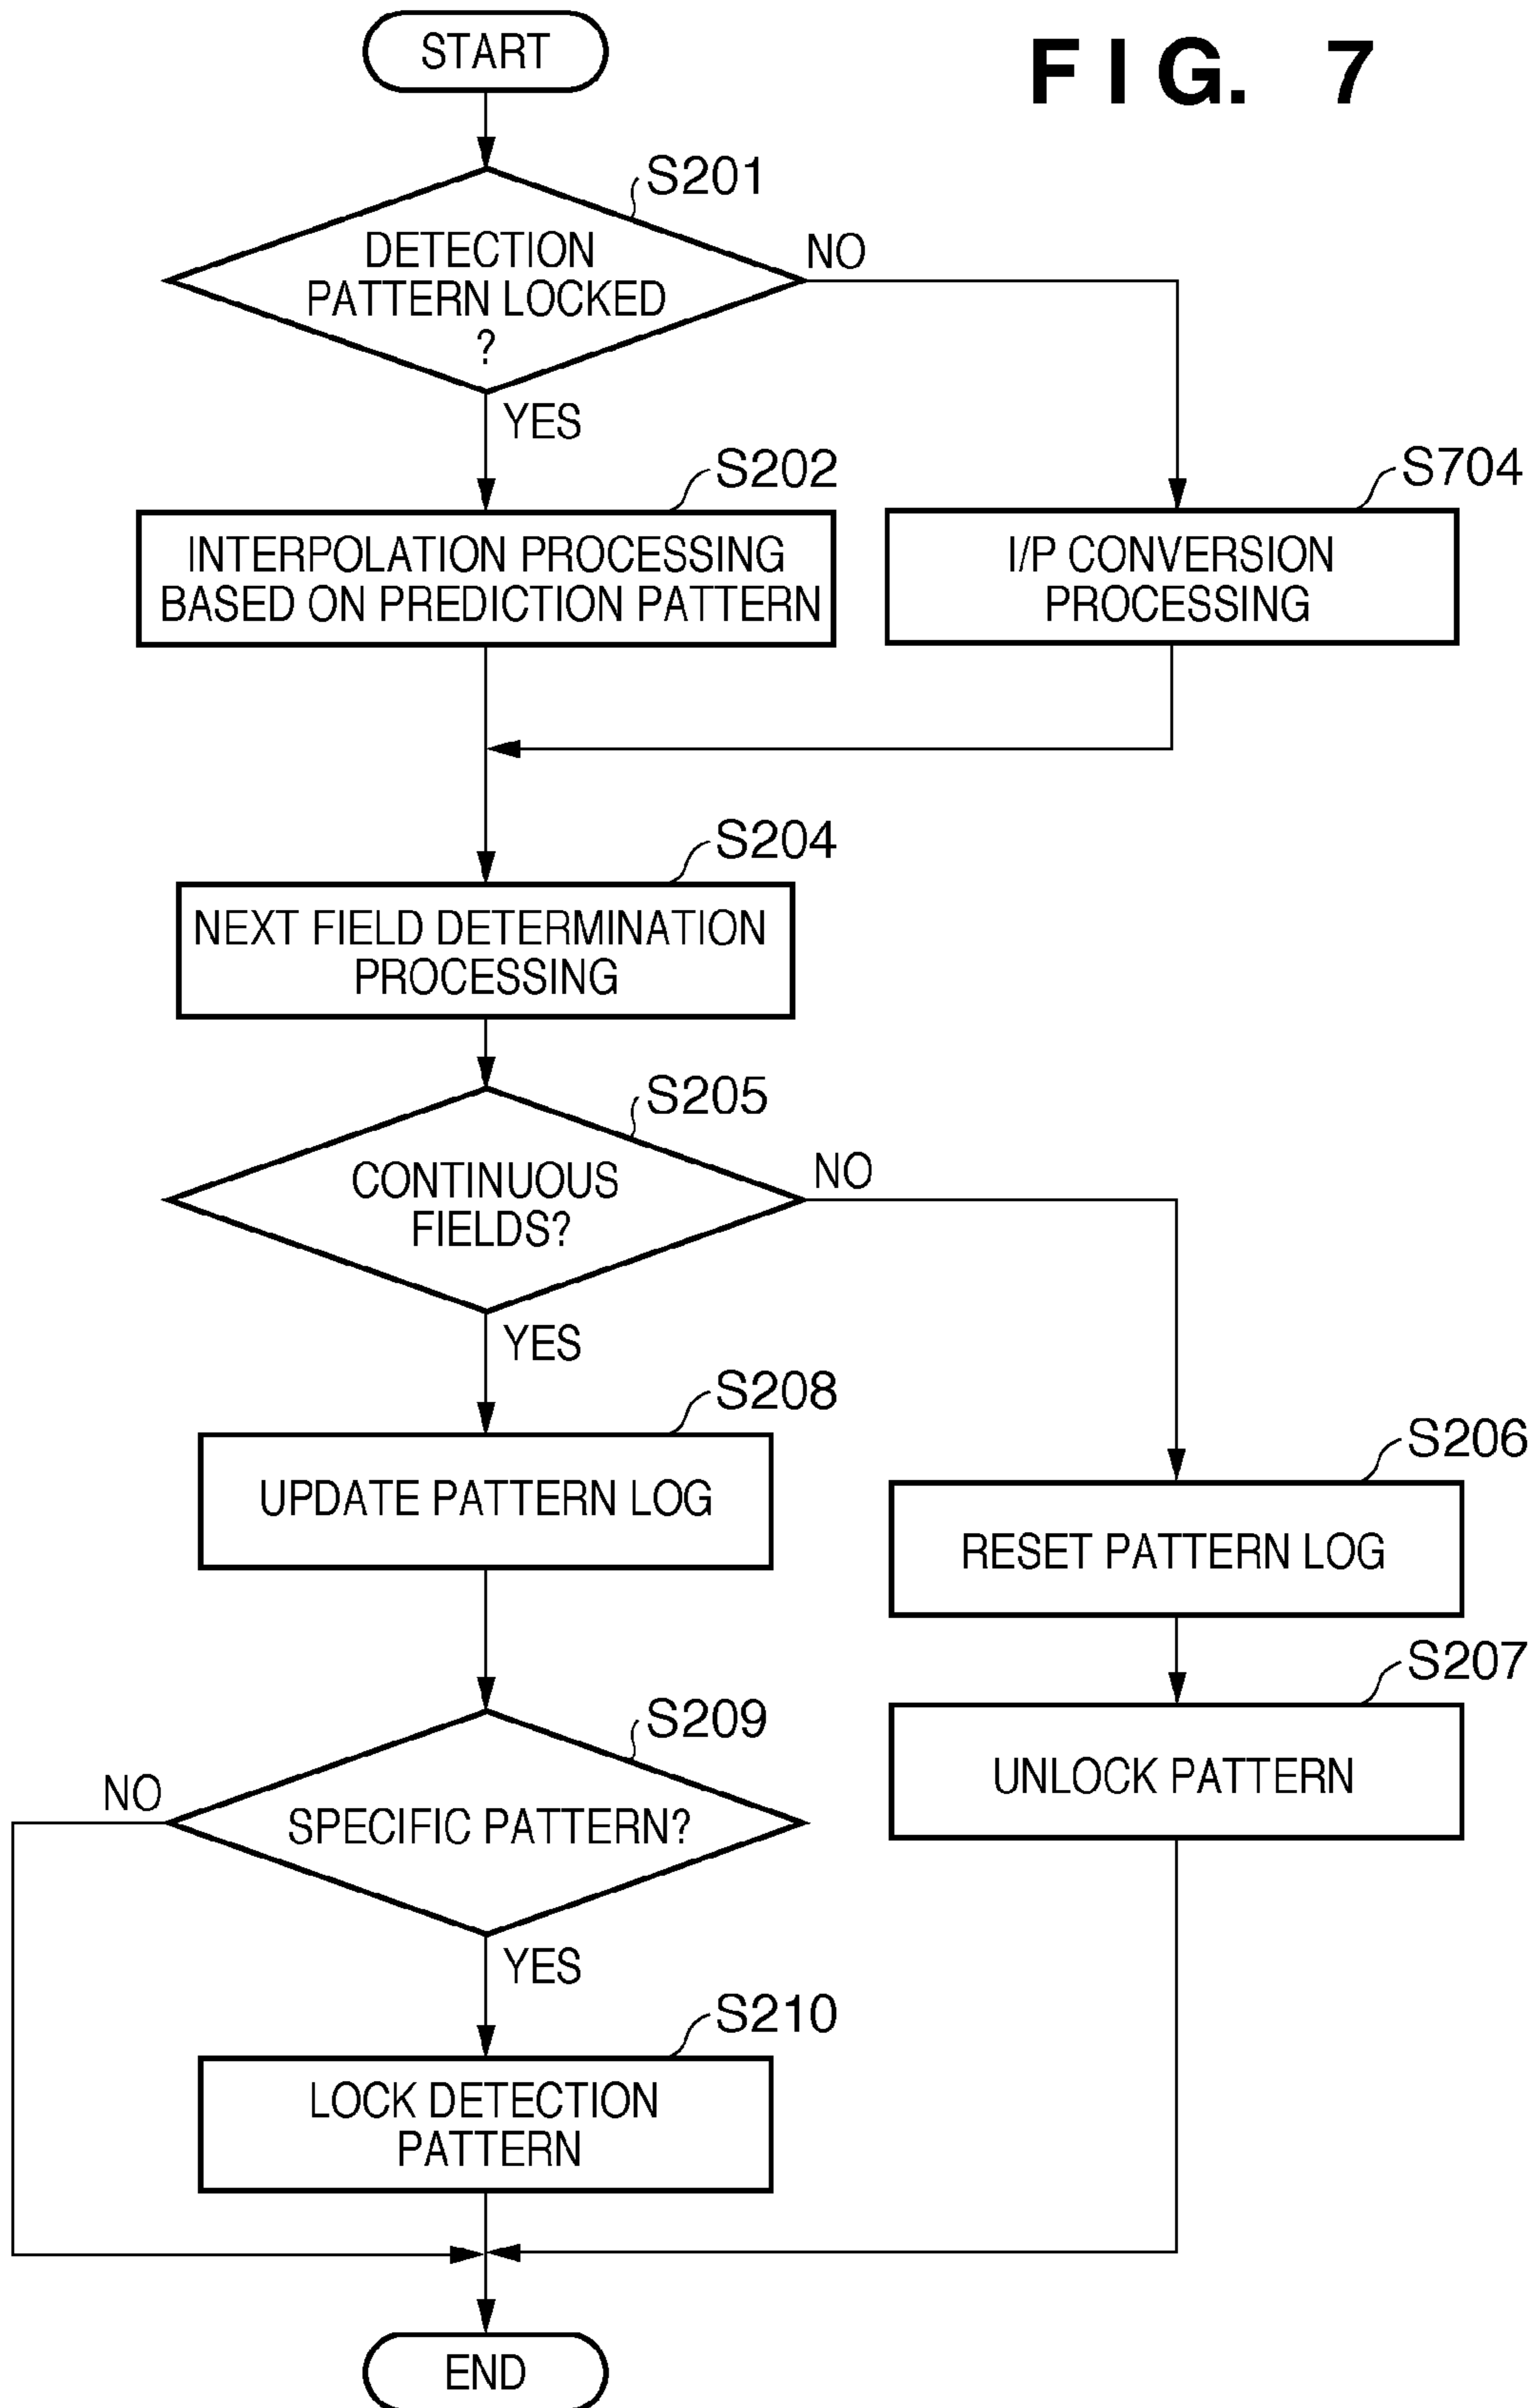 FIG. 7
START
S201
DETECTION
PATTERN LOCKED
?
NO
YES
S202
INTERPOLATION PROCESSING
BASED ON PREDICTION PATTERN
S704
I/P CONVERSION
PROCESSING
S204
NEXT FIELD DETERMINATION
PROCESSING
S205
CONTINUOUS
FIELDS?
NO
YES
S208
UPDATE PATTERN LOG
S206
RESET PATTERN LOG
S207
UNLOCK PATTERN
S209
SPECIFIC PATTERN?
NO
YES
S210
LOCK DETECTION
PATTERN
END